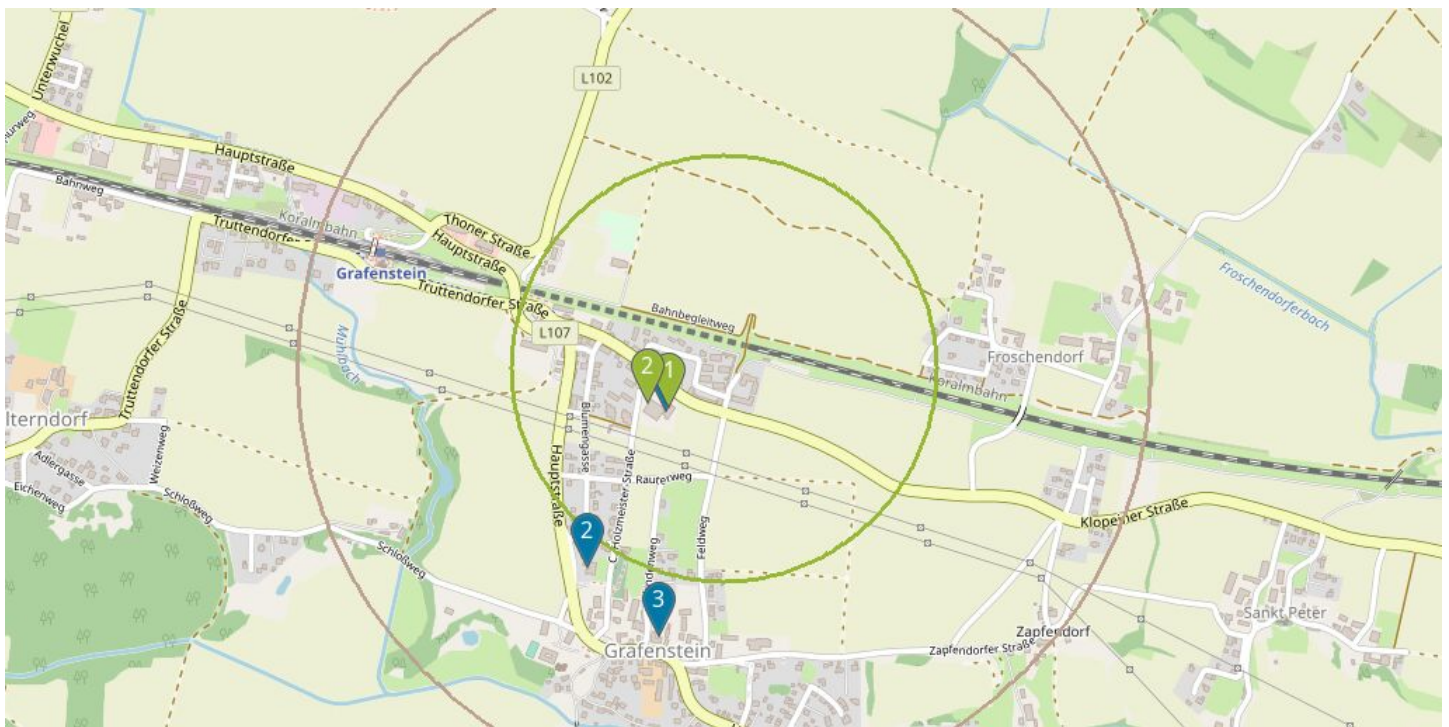 Unterwuchel
L102
Hauptstraße
Bahnweg
Koralmbahn
Thoner Straße
Hauptstraße
Truttendorfer
Grafenstein
Truttendorfer Straße
Froschendorferbach
Bahnbegleitweg
L107
Truttendorfer Straße
Mühlbach
Froschendorf
2
1
Koralmbahn
lterndorf
Blumengasse
Weizenweg
Adlergasse
Eichenweg
C. Holzmeister-Straße
Hauptstraße
Rauterweg
Schloßweg
Klopeiner Straße
Feldweg
2
Schloßweg
ndenweg
3
Sankt Peter
Zapfendorf
Grafenstein
Zapfendorfer Straße